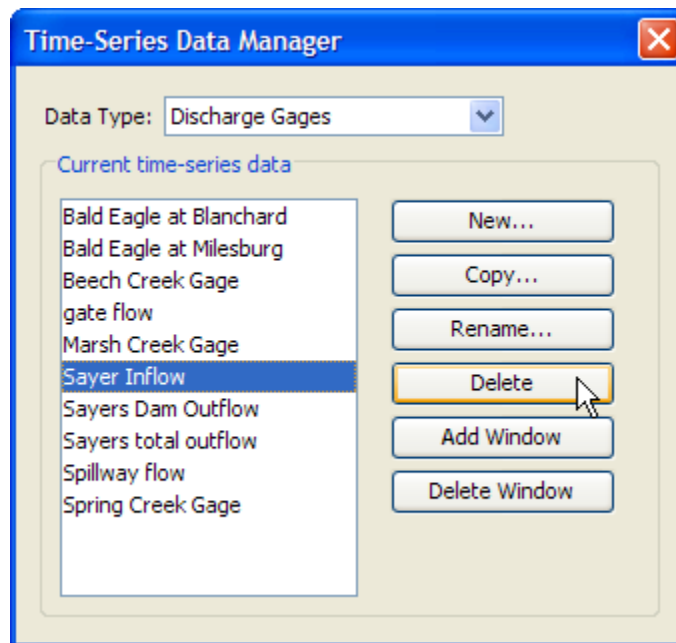 Time-Series Data Manager
Data Type: Discharge Gages
Current time-series data
Bald Eagle at Blanchard
Bald Eagle at Milesburg
Beech Creek Gage
gate flow
Marsh Creek Gage
Sayer Inflow
Sayers Dam Outflow
Sayers total outflow
Spillway flow
Spring Creek Gage
New...
Copy...
Rename...
Delete
Add Window
Delete Window